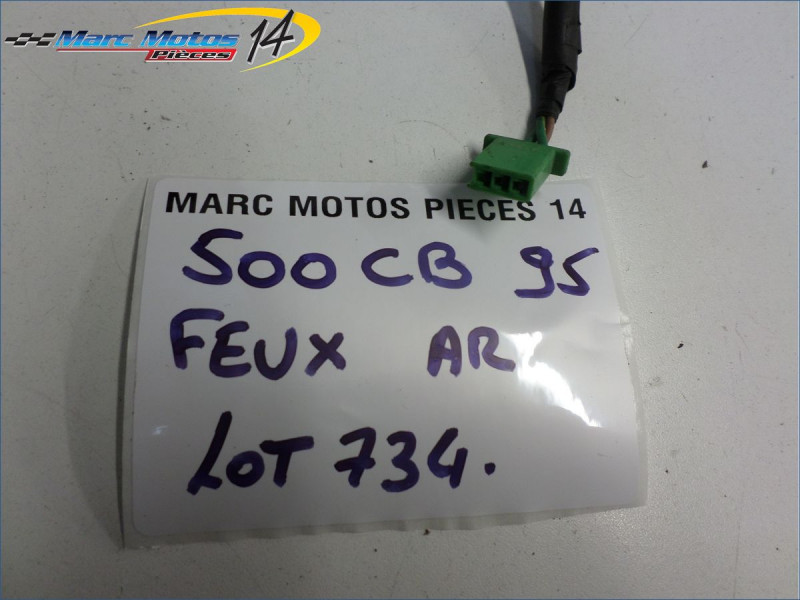 Marc Motos 14
Pièces
MARC MOTOS PIECES 14
500 CB 95
FEUX AR
LOT 734.